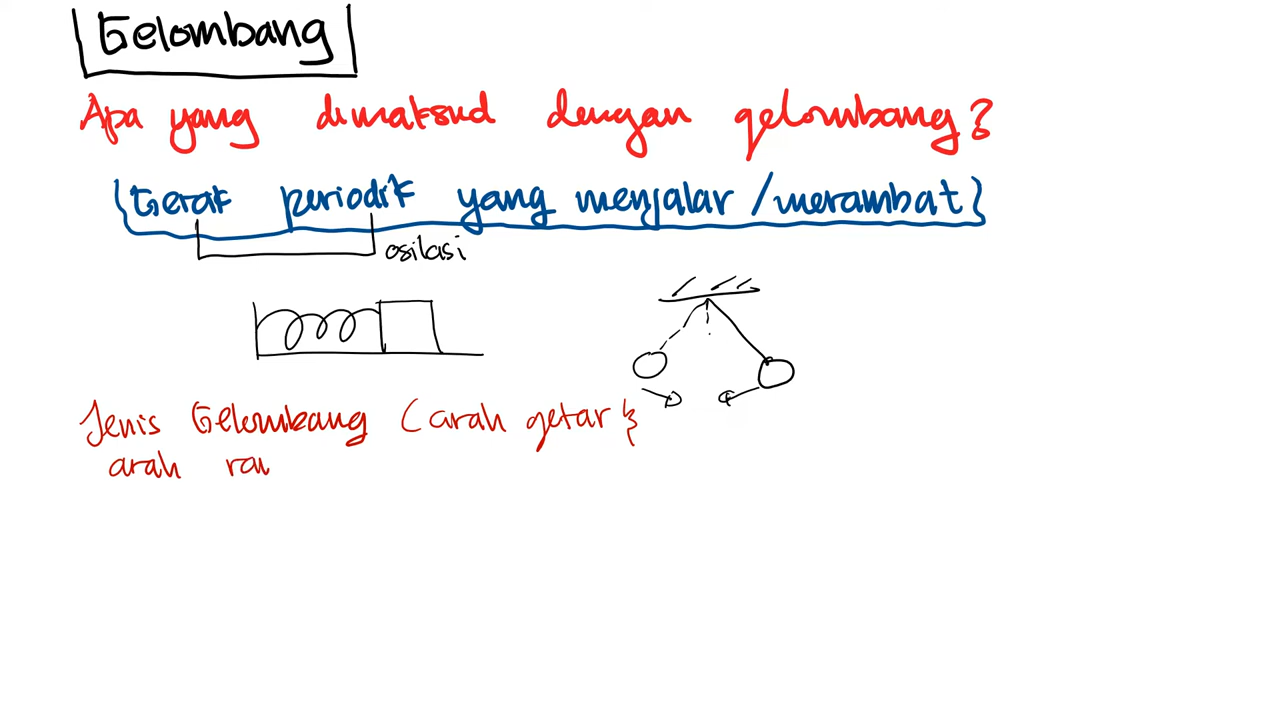 Gelombang
Apa yang dimaksud dengan gelombang?
{Gerak periodik yang menjalar/merambat}
osilasi
Jenis Gelombang (arah getar &
arah ra